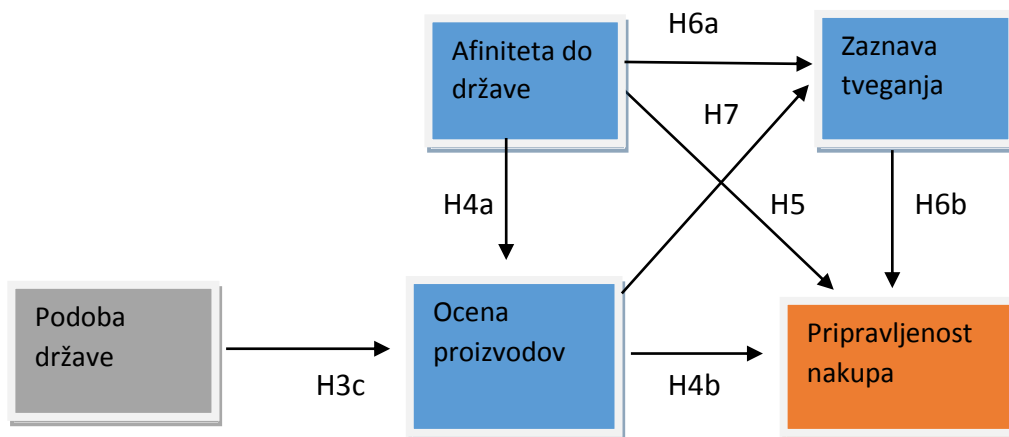 H6a
Afiniteta do
države
Zaznava
tveganja
H7
H4a
H5
H6b
Podoba
države
Ocena
proizvodov
Pripravljenost
nakupa
H3c
H4b